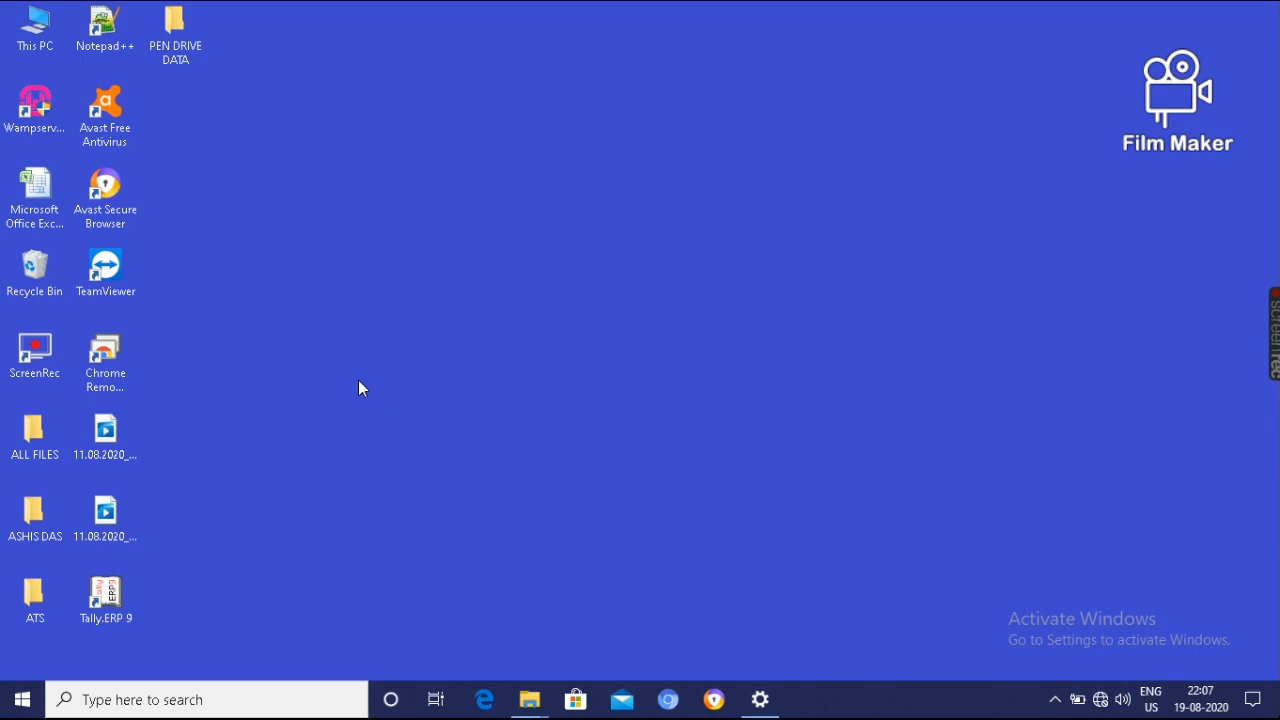 This PC
Notepad++
PEN DRIVE
DATA
Wampserv...
Avast Free
Antivirus
Microsoft
Office Exc...
Avast Secure
Browser
Recycle Bin
TeamViewer
ScreenRec
Chrome
Remo...
ALL FILES
11.08.2020_...
ASHIS DAS
11.08.2020_...
ATS
Tally.ERP 9
Film Maker
screenrec
Activate Windows
Go to Settings to activate Windows.
Type here to search
ENG
US
22:07
19-08-2020